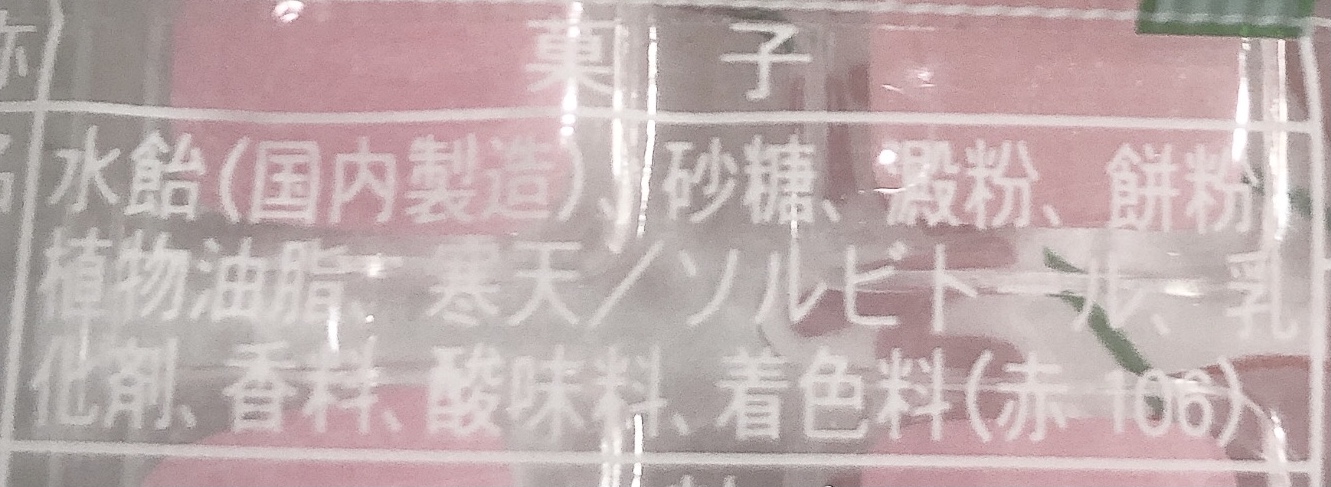 菓子
水飴(国内製造)、砂糖、澱粉、餅粉、
植物油脂、寒天/ソルビトール、乳
化剤、香料、酸味料、着色料(赤106)